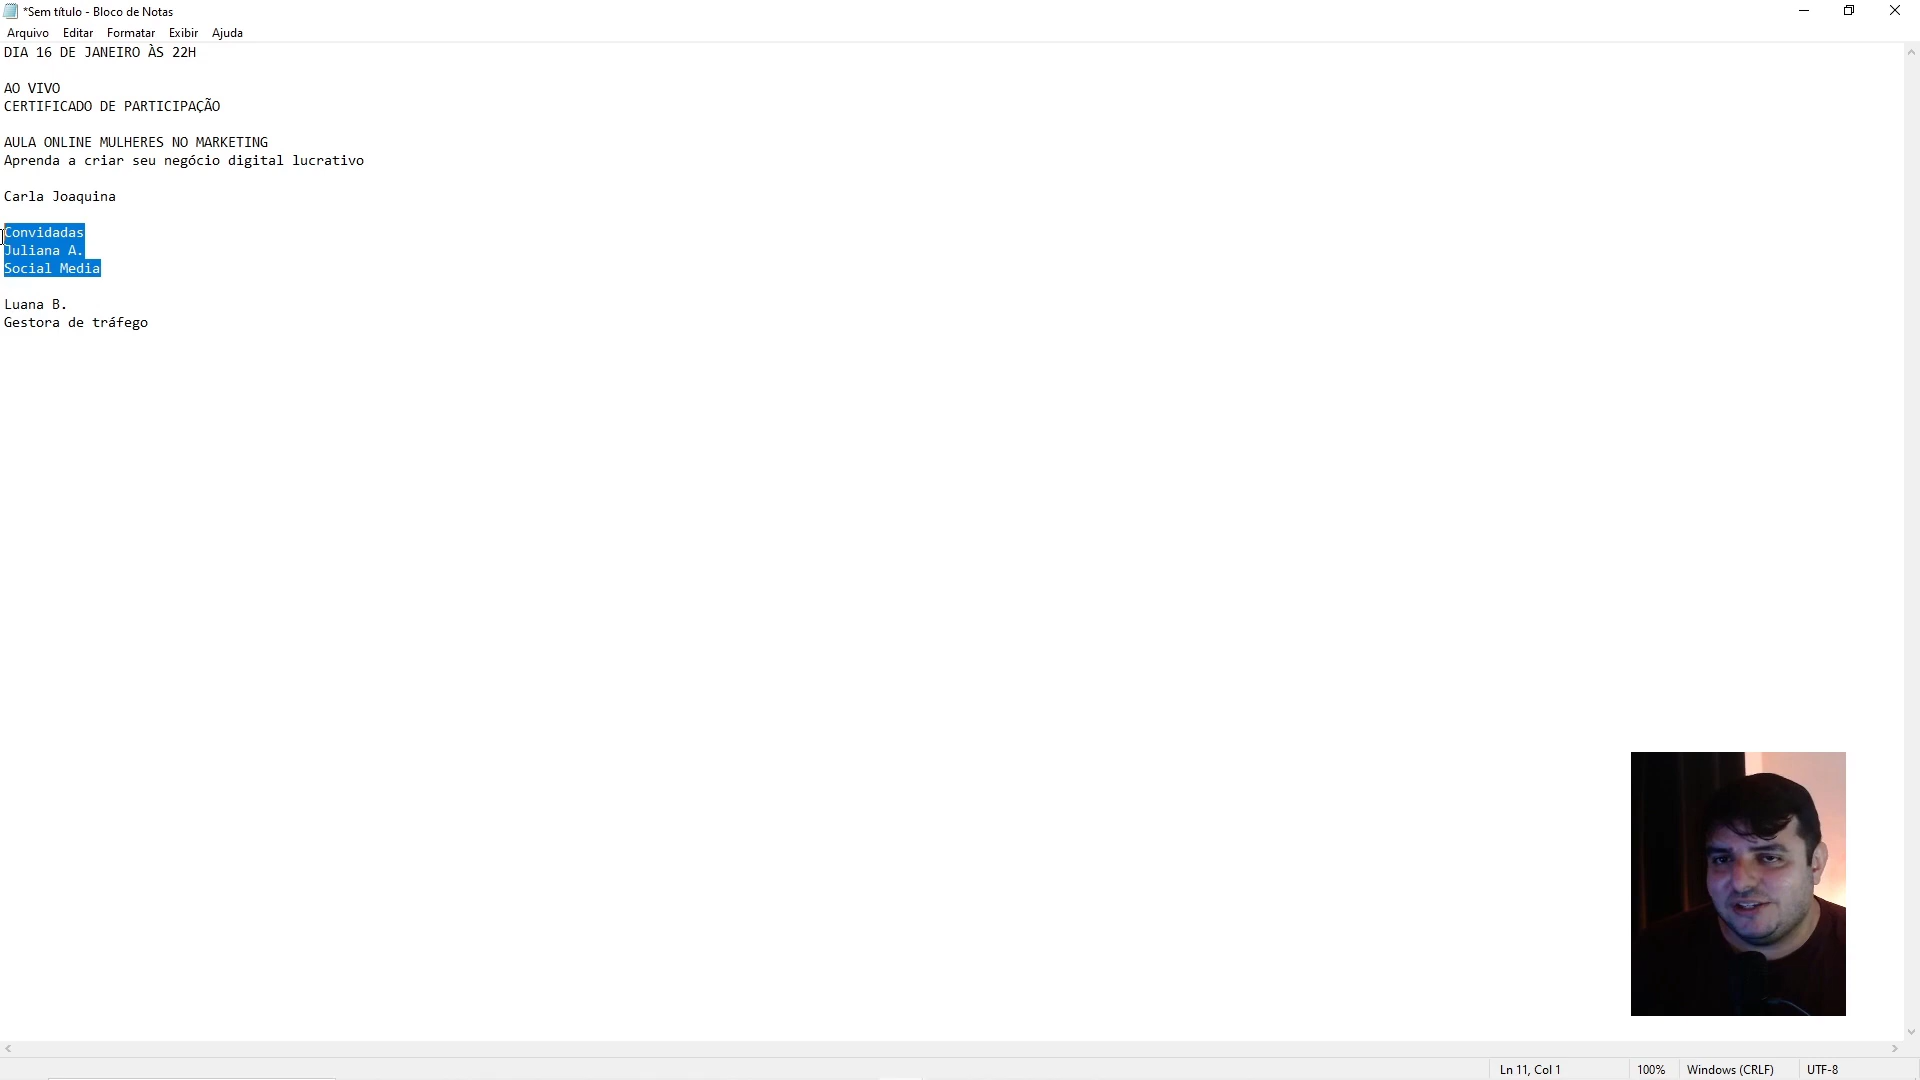 *Sem título - Bloco de Notas
Arquivo Editar Formatar Exibir Ajuda
DIA 16 DE JANEIRO ÀS 22H
AO VIVO
CERTIFICADO DE PARTICIPAÇÃO
AULA ONLINE MULHERES NO MARKETING
Aprenda a criar seu negócio digital lucrativo
Carla Joaquina
Convidadas
Juliana A.
Social Media
Luana B.
Gestora de tráfego
Ln 11, Col 1 100% Windows (CRLF) UTF-8